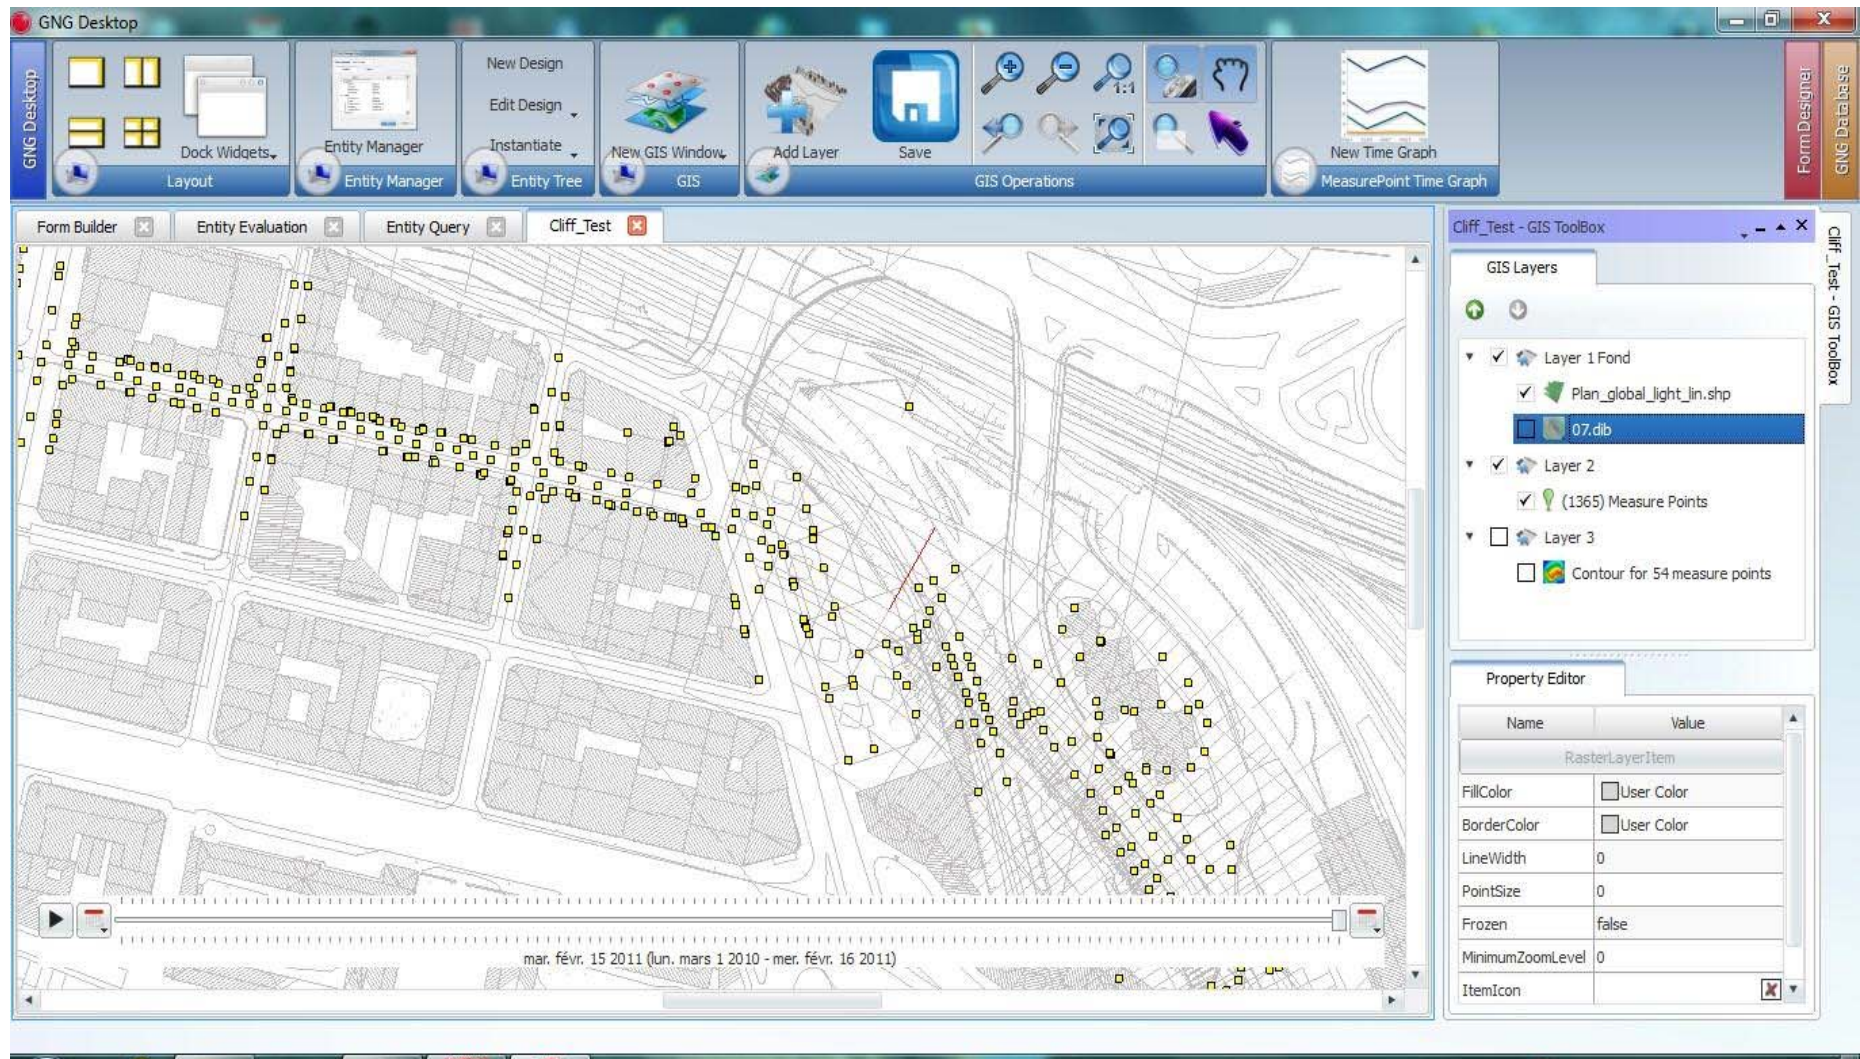 GNG Desktop
GNG Desktop
Dock Widgets
Layout
Entity Manager
Entity Manager
New Design
Edit Design
Instantiate
Entity Tree
New GIS Window
GIS
Add Layer
Save
1:1
GIS Operations
New Time Graph
MeasurePoint Time Graph
Form Designer
GNG Database
Form Builder
Entity Evaluation
Entity Query
Cliff_Test
Cliff_Test - GIS ToolBox
Cliff_Test - GIS ToolBox
GIS Layers
Layer 1 Fond
Plan_global_light_lin.shp
07.dib
Layer 2
(1365) Measure Points
Layer 3
Contour for 54 measure points
Property Editor
Name Value
RasterLayerItem
FillColor User Color
BorderColor User Color
LineWidth 0
PointSize 0
Frozen false
MinimumZoomLevel 0
ItemIcon
mar. févr. 15 2011 (lun. mars 1 2010 - mer. févr. 16 2011)